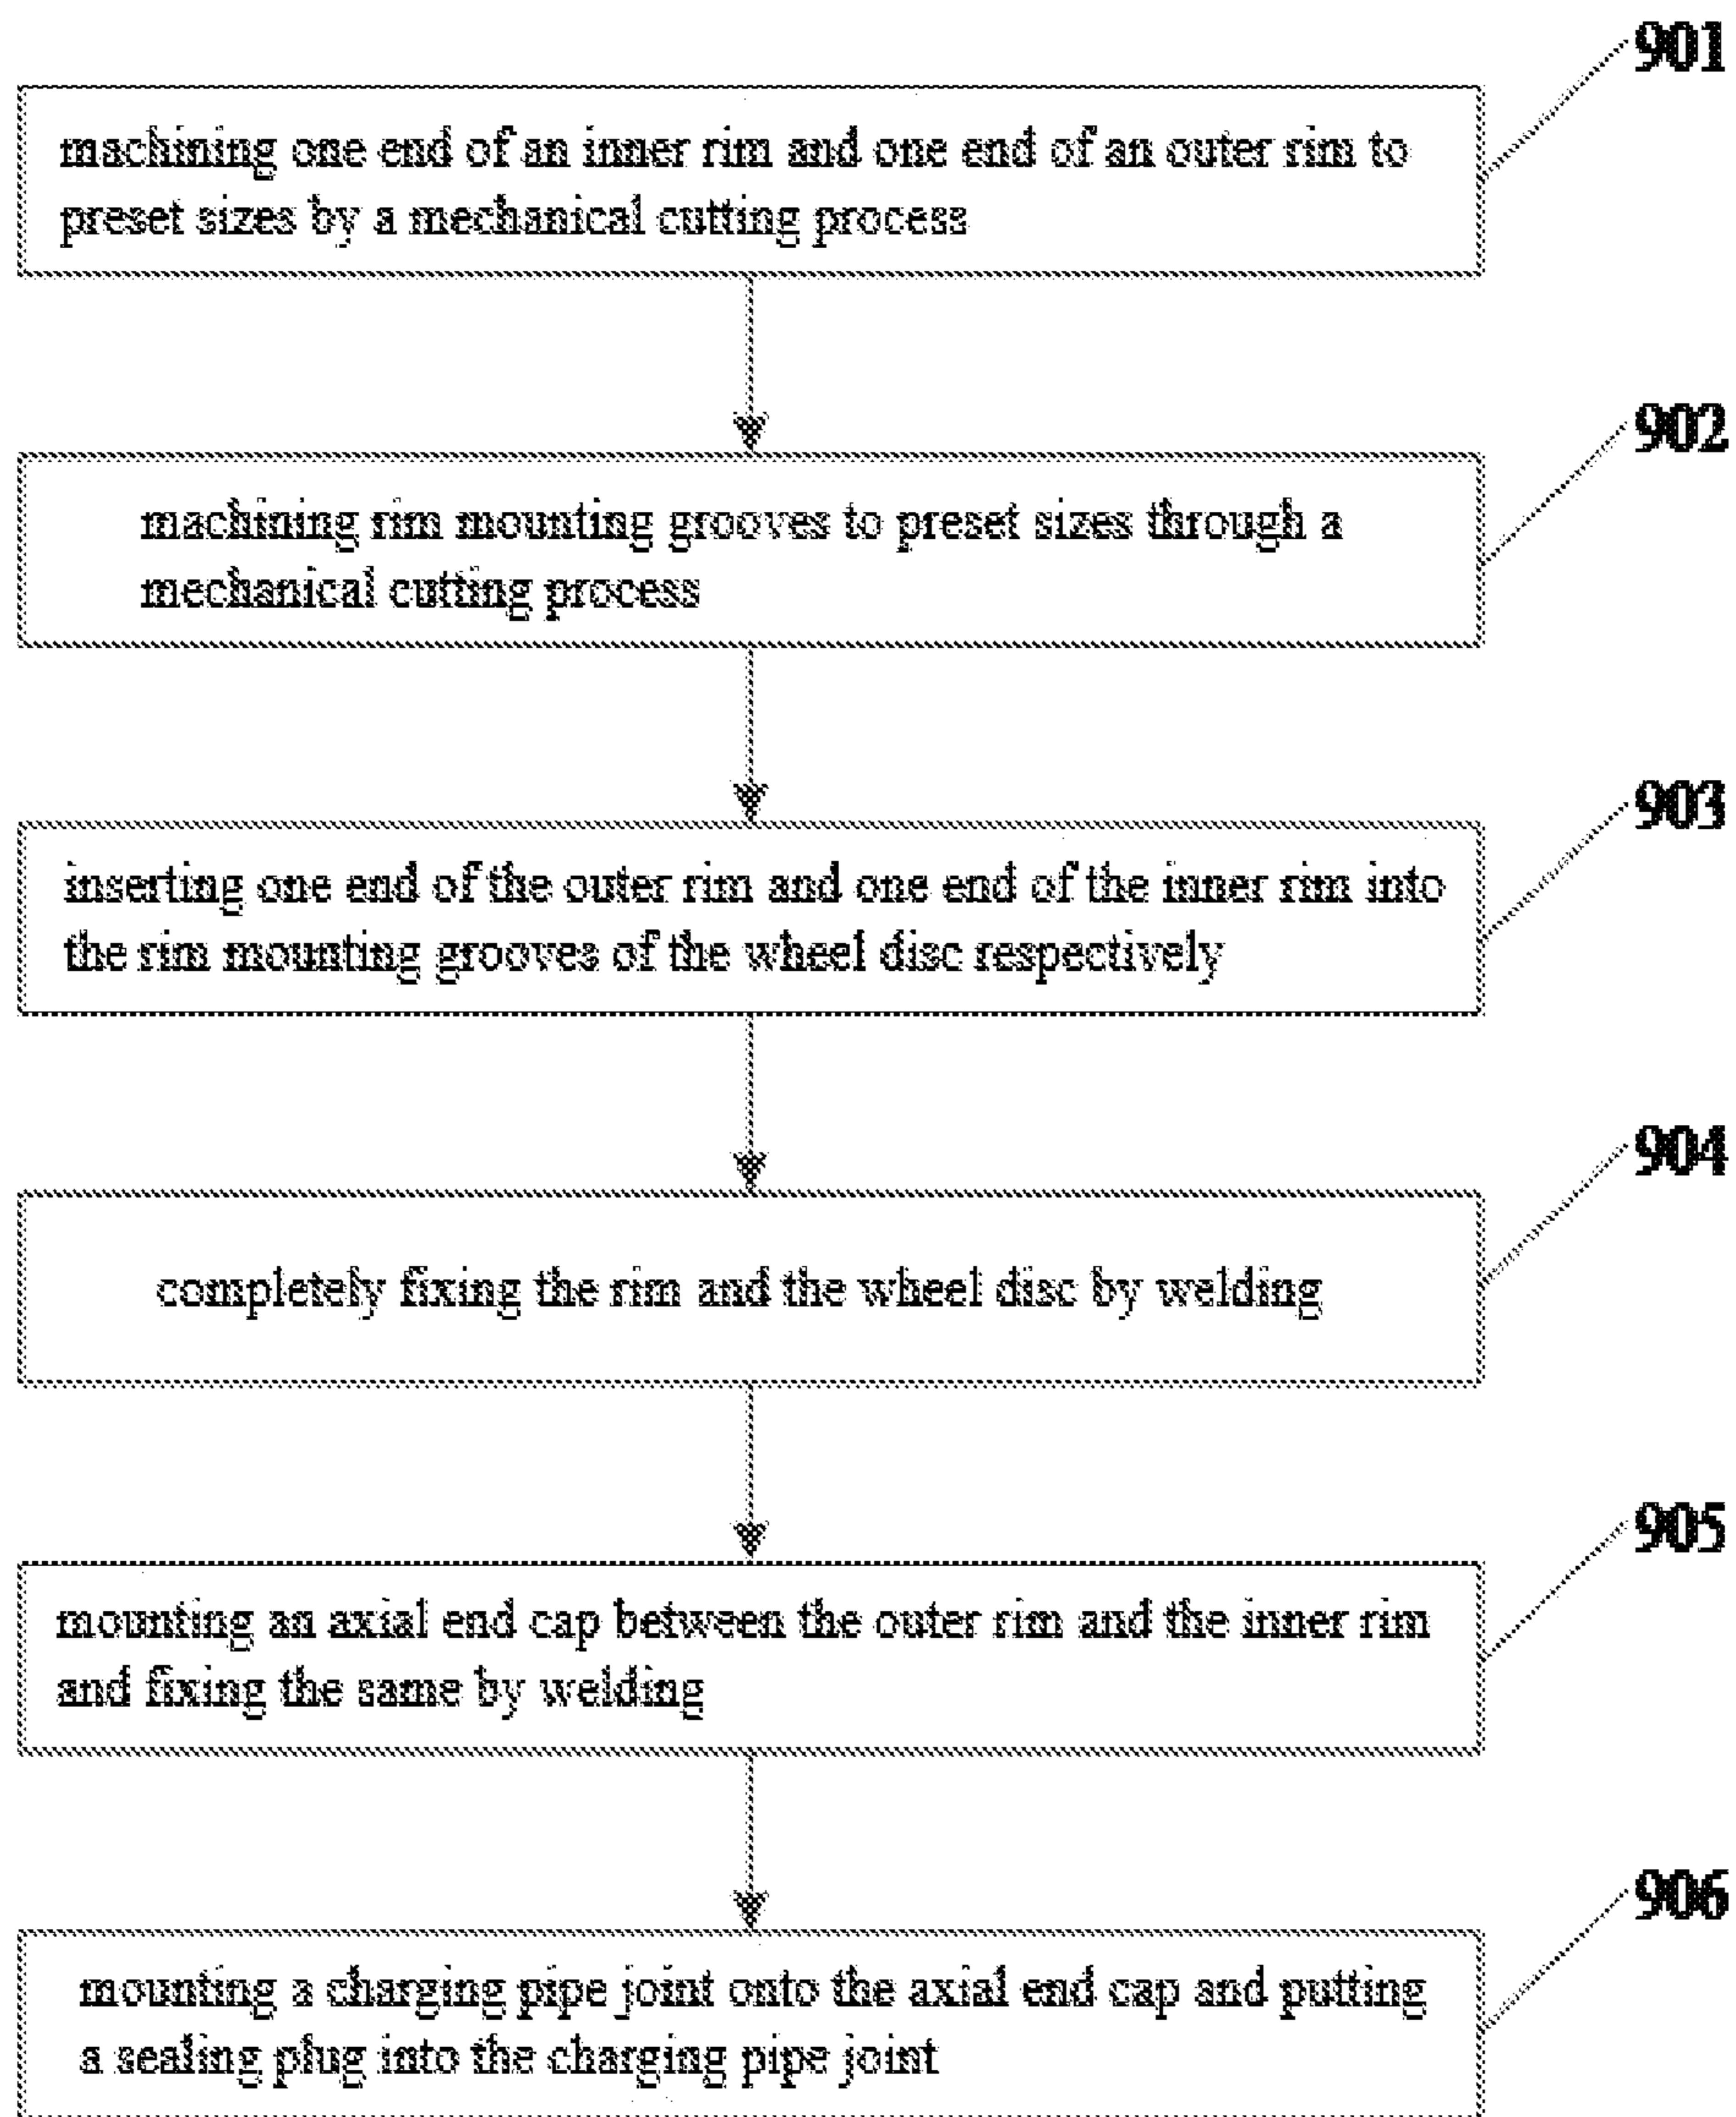 901
machining one end of an inner rim and one end of an outer rim to
preset sizes by a mechanical cutting process
902
machining rim mounting grooves to preset sizes through a
mechanical cutting process
903
inserting one end of the outer rim and one end of the inner rim into
the rim mounting grooves of the wheel disc respectively
904
completely fixing the rim and the wheel disc by welding
905
mounting an axial end cap between the outer rim and the inner rim
and fixing the same by welding
906
mounting a charging pipe joint onto the axial end cap and putting
a sealing plug into the charging pipe joint